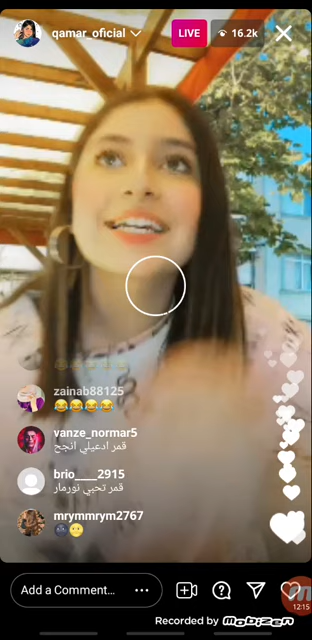 qamar_oficial
LIVE
16.2k
zainab88125
😂😂😂😂
vanze_normar5
قمر ادعيلي انجح
brio____2915
قمر تحبي نورمار
mrymmrym2767
🌚🌝
Add a Comment...
12:15
Recorded by Mobizen